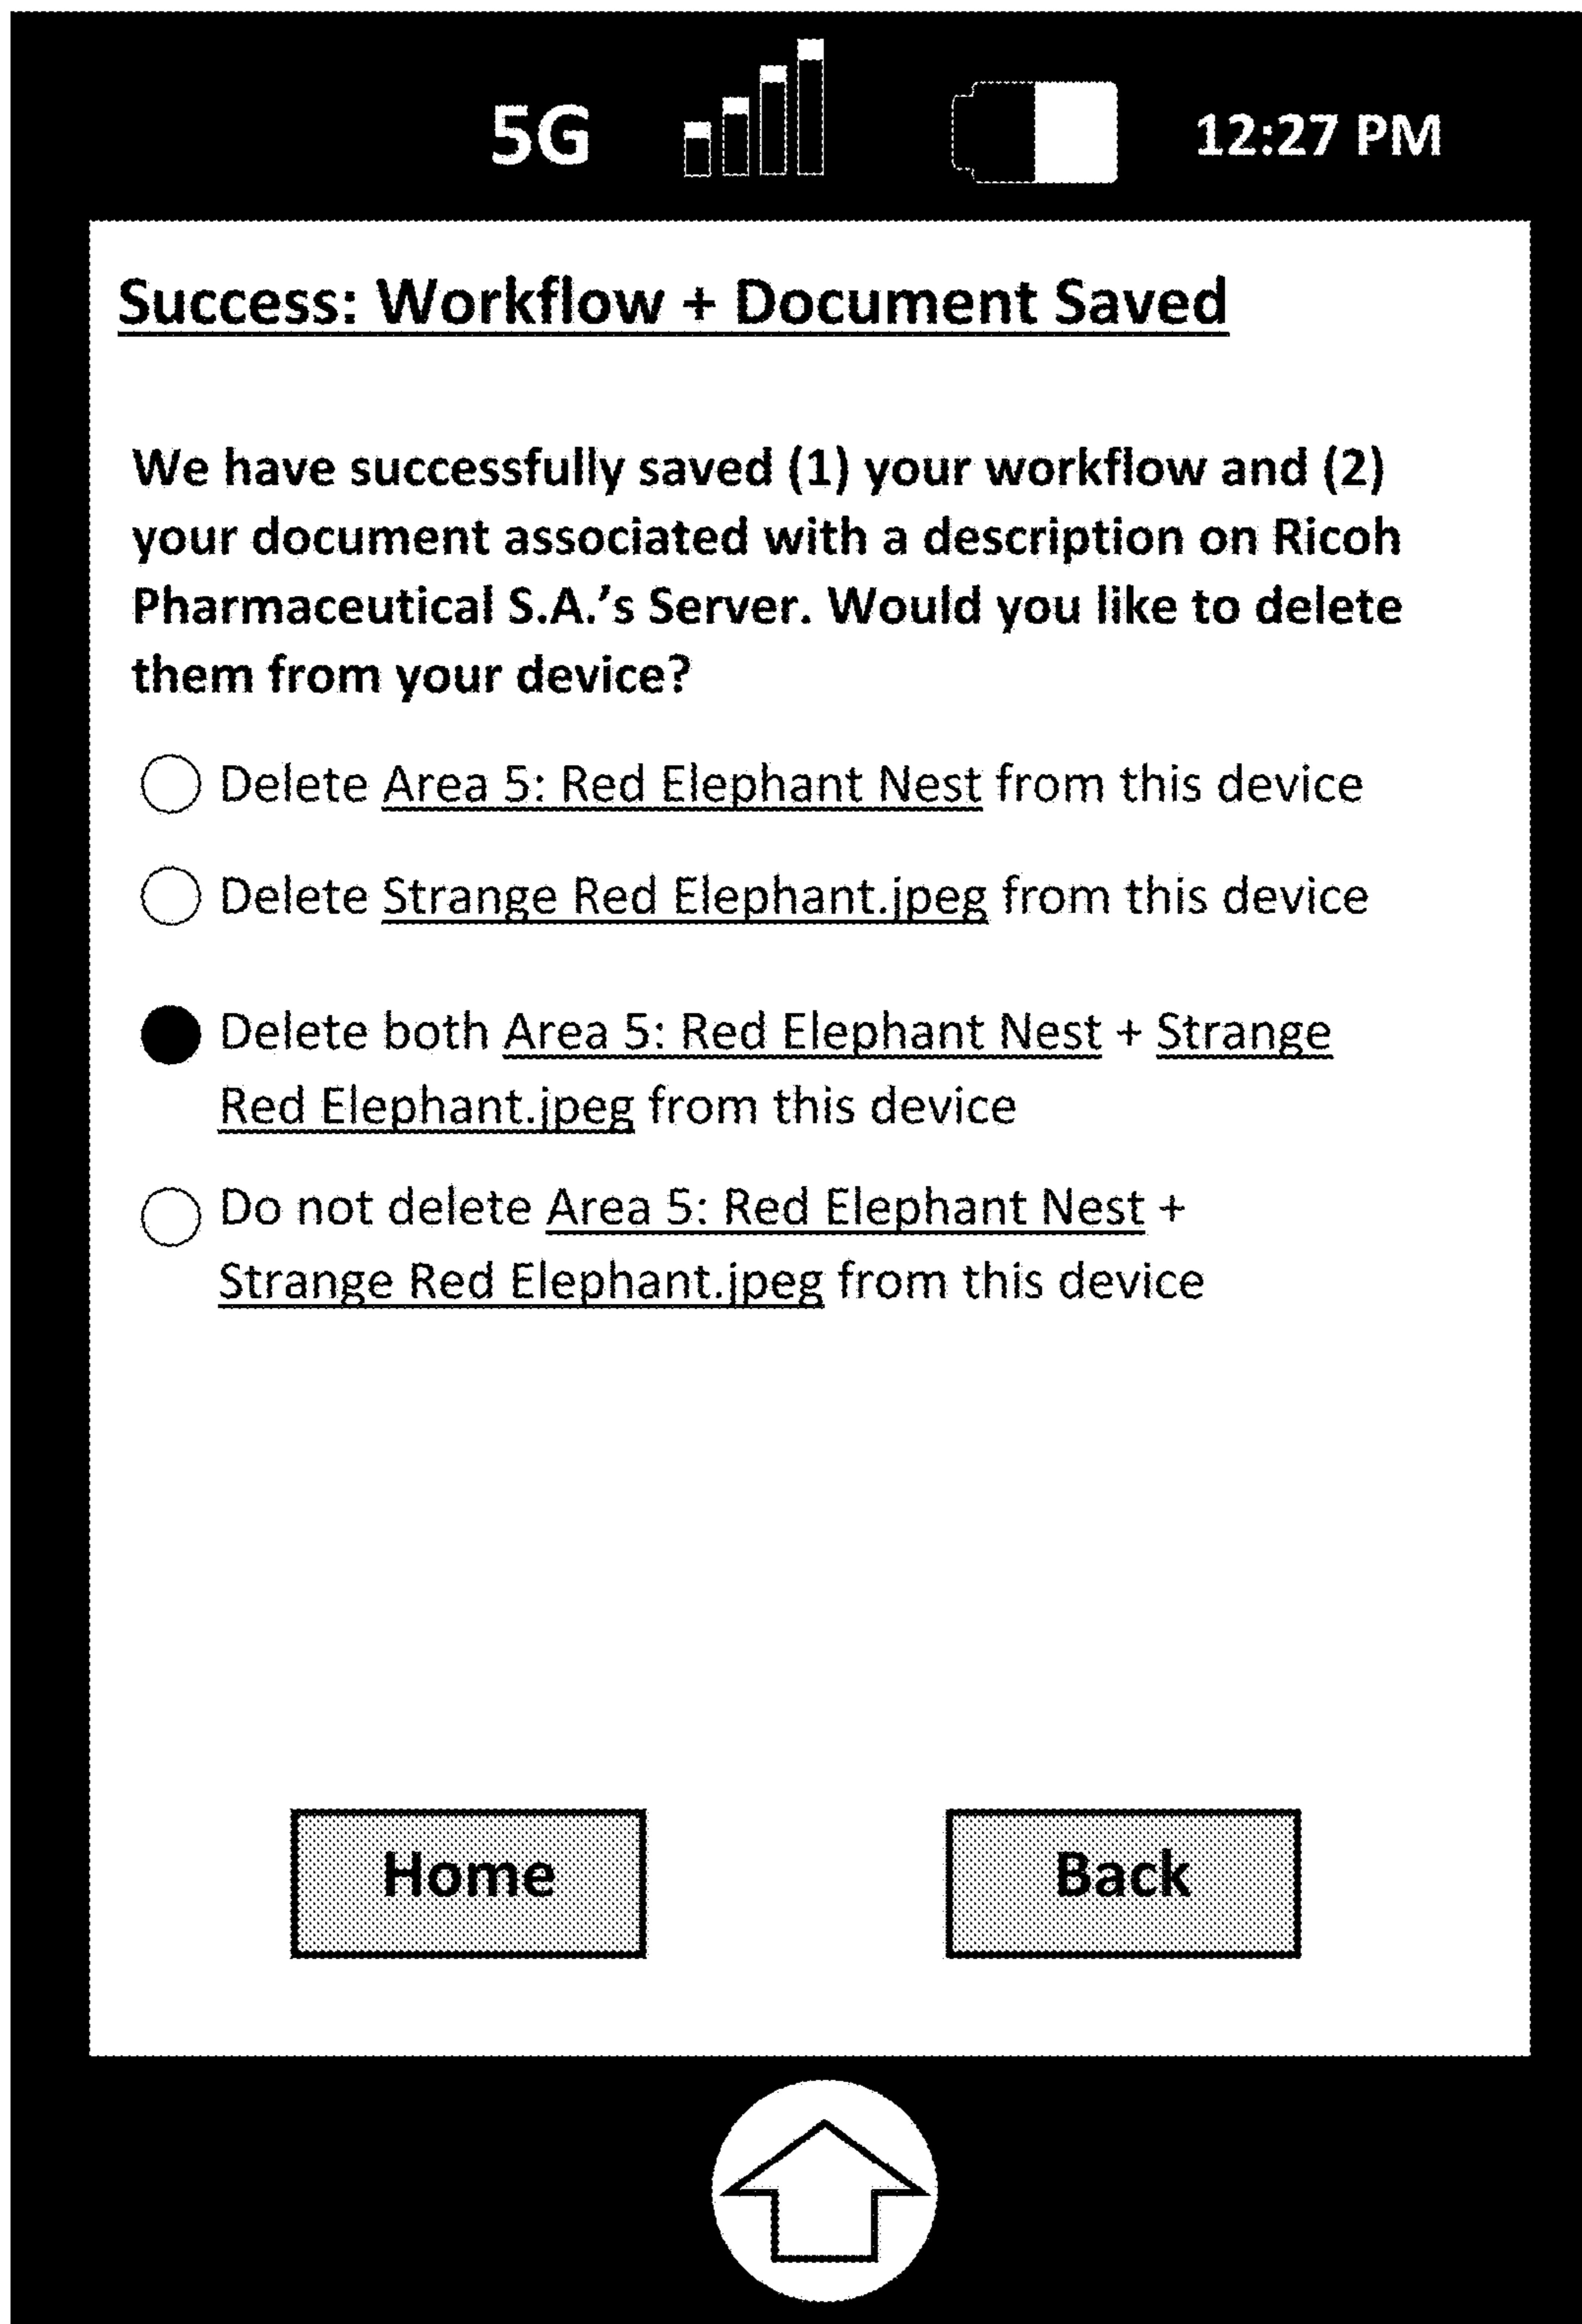 5G 12:27 PM
Success: Workflow + Document Saved
We have successfully saved (1) your workflow and (2)
your document associated with a description on Ricoh
Pharmaceutical S.A.’s Server. Would you like to delete
them from your device?
Delete Area 5: Red Elephant Nest from this device
Delete Strange Red Elephant.jpeg from this device
Delete both Area 5: Red Elephant Nest + Strange
Red Elephant.jpeg from this device
Do not delete Area 5: Red Elephant Nest +
Strange Red Elephant.jpeg from this device
Home Back